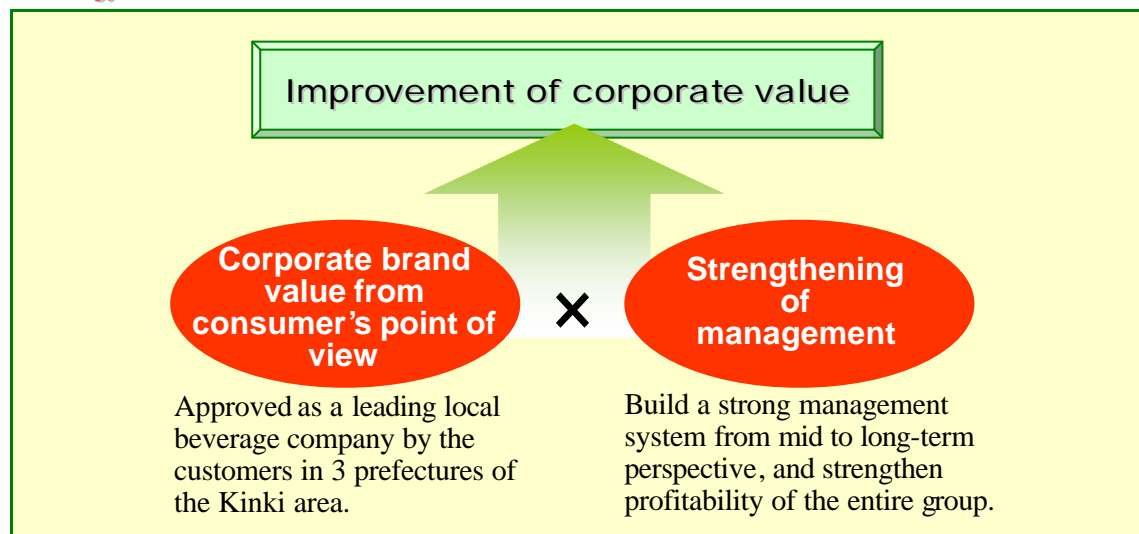 Improvement of corporate value
Corporate brand
value from
consumer’s point of
view
×
Strengthening
of
management
Approved as a leading local
beverage company by the
customers in 3 prefectures of
the Kinki area.
Build a strong management
system from mid to long-term
perspective, and strengthen
profitability of the entire group.